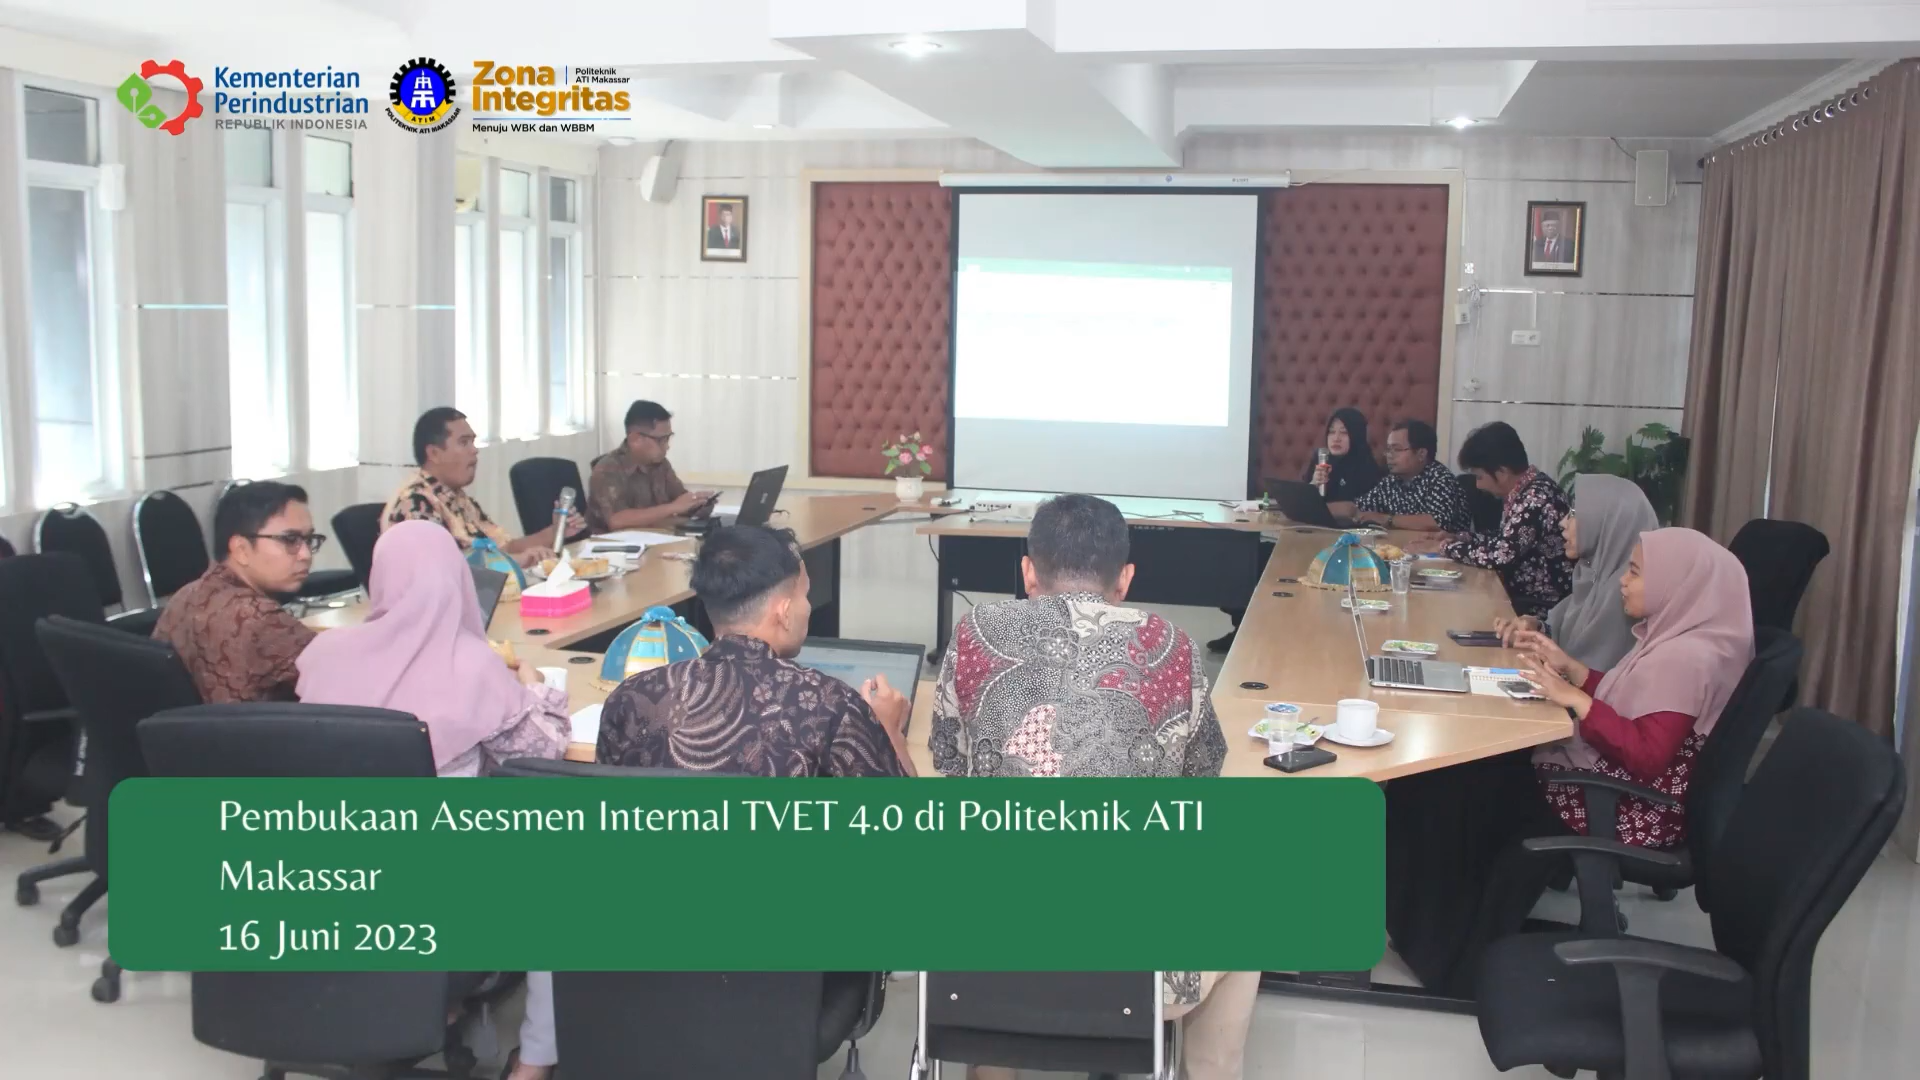 Kementerian
Perindustrian
REPUBLIK INDONESIA
POLITEKNIK ATI MAKASSAR
ATIM
Zona
Integritas
Politeknik
ATI Makassar
Menuju WBK dan WBBM
Pembukaan Asesmen Internal TVET 4.0 di Politeknik ATI
Makassar
16 Juni 2023